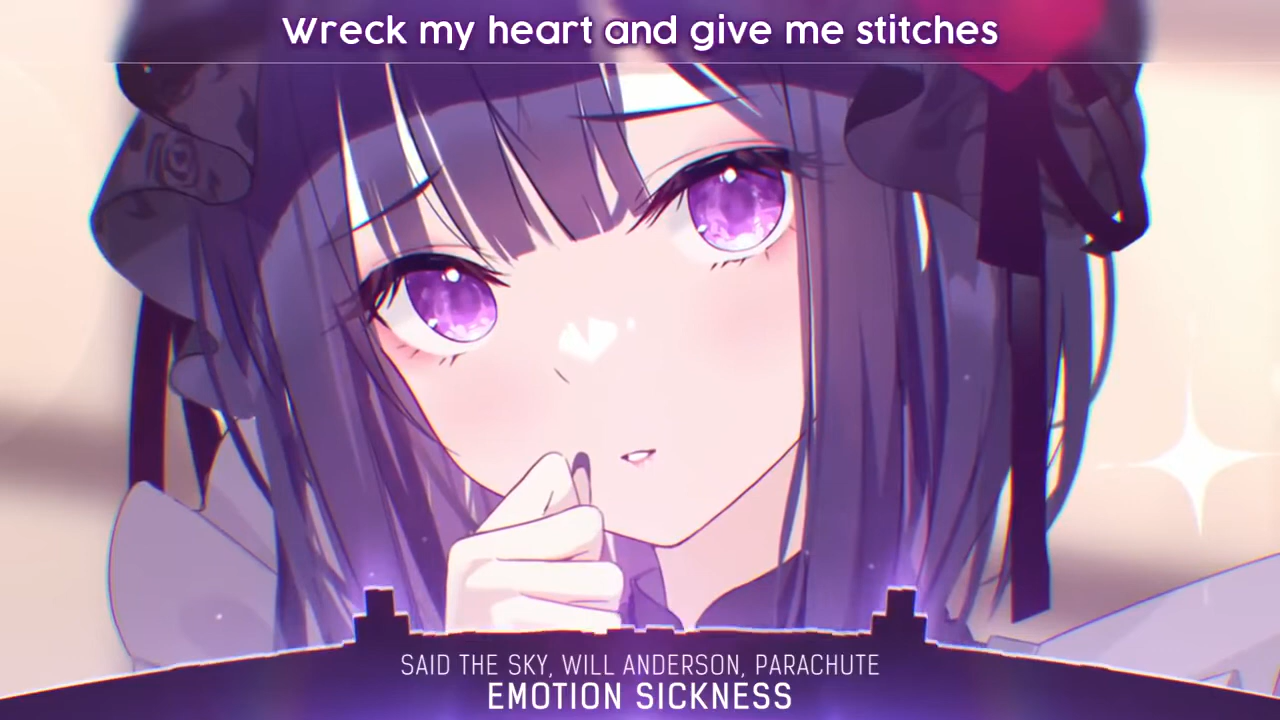 Wreck my heart and give me stitches
SAID THE SKY, WILL ANDERSON, PARACHUTE
EMOTION SICKNESS